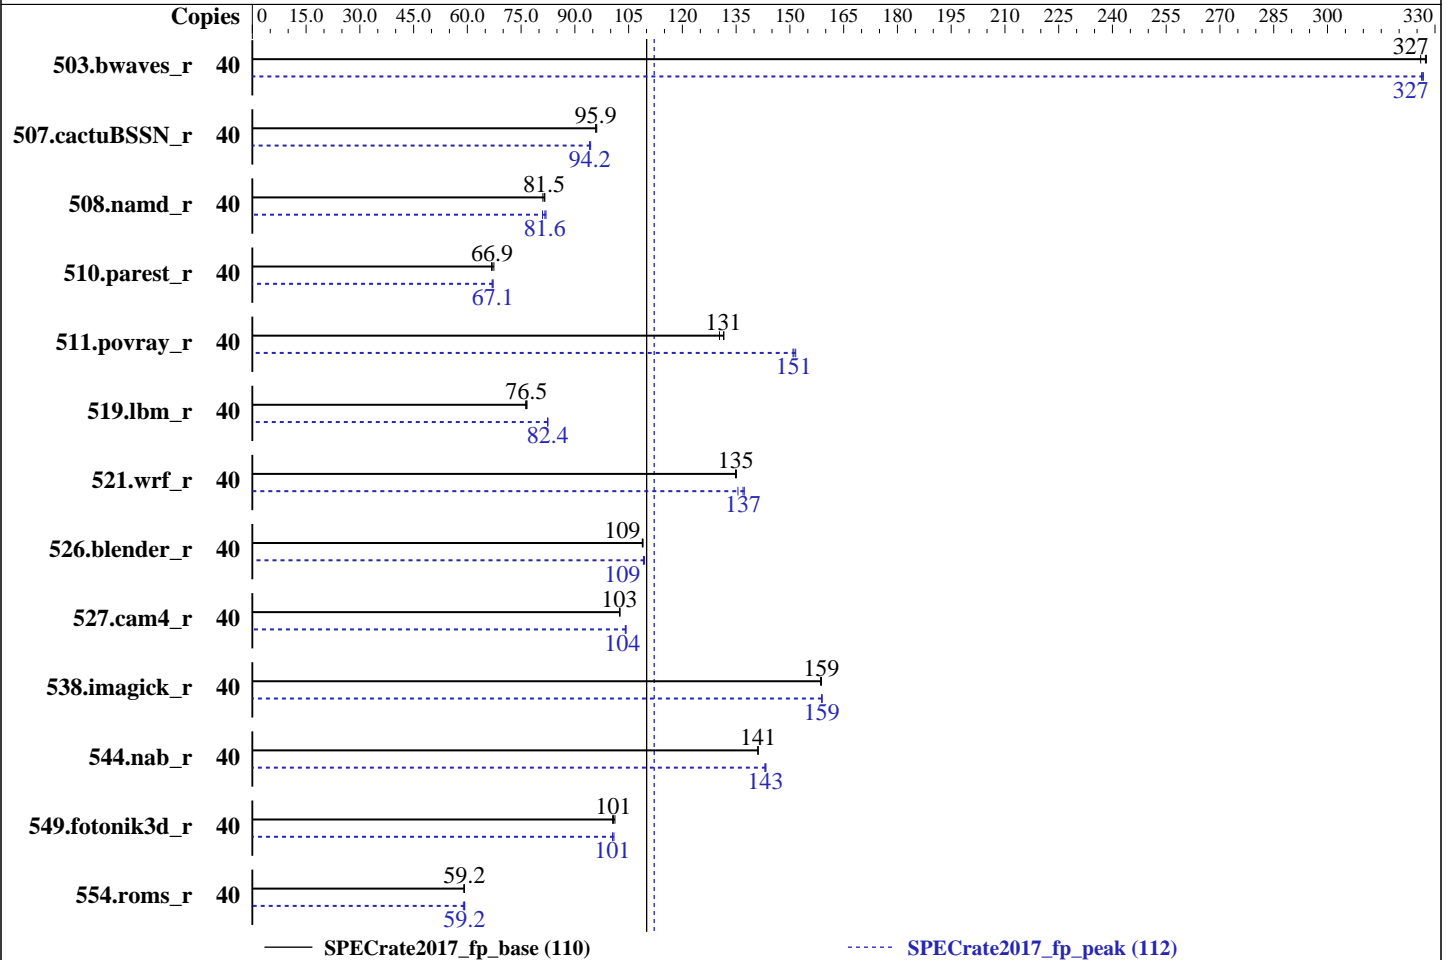 Copies 0 15.0 30.0 45.0 60.0 75.0 90.0 105 120 135 150 165 180 195 210 225 240 255 270 285 300 330
327
503.bwaves_r 40
327
95.9
507.cactuBSSN_r 40
94.2
81.5
508.namd_r 40
81.6
66.9
510.parest_r 40
67.1
131
511.povray_r 40
151
76.5
519.lbm_r 40
82.4
135
521.wrf_r 40
137
109
526.blender_r 40
109
103
527.cam4_r 40
104
159
538.imagick_r 40
159
141
544.nab_r 40
143
101
549.fotonik3d_r 40
101
59.2
554.roms_r 40
59.2
SPECrate2017_fp_base (110) SPECrate2017_fp_peak (112)